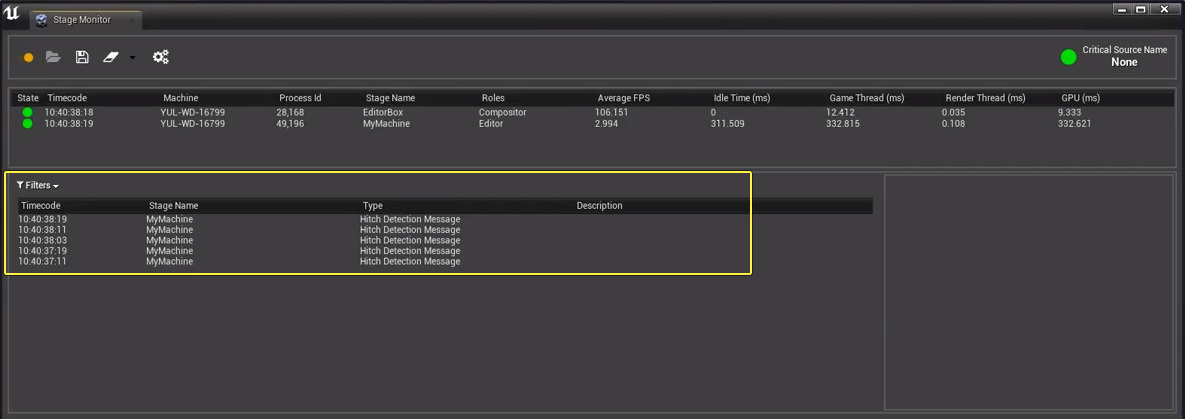 Stage Monitor
Critical Source Name
None
State Timecode Machine Process Id Stage Name Roles Average FPS Idle Time (ms) Game Thread (ms) Render Thread (ms) GPU (ms)
10:40:38:18 YUL-WD-16799 28,168 EditorBox Compositor 106.151 0 12.412 0.035 9.333
10:40:38:19 YUL-WD-16799 49,196 MyMachine Editor 2.994 311.509 332.815 0.108 332.621
Filters
Timecode Stage Name Type Description
10:40:38:19 MyMachine Hitch Detection Message
10:40:38:11 MyMachine Hitch Detection Message
10:40:38:03 MyMachine Hitch Detection Message
10:40:37:19 MyMachine Hitch Detection Message
10:40:37:11 MyMachine Hitch Detection Message